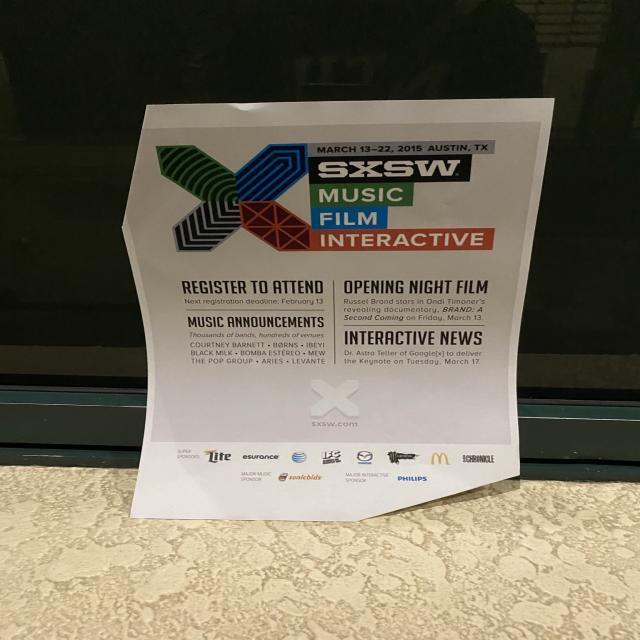 MARCH 13-22, 2015 AUSTIN, TX
SXSW
MUSIC
FILM
INTERACTIVE
REGISTER TO ATTEND
Next registration deadline: February 13
MUSIC ANNOUNCEMENTS
Thousands of bands, hundreds of venues
COURTNEY BARNETT • BØRNS • IBEYI
BLACK MILK • BOMBA ESTÉREO • MEW
THE POP GROUP • ARIES • LEVANTE
OPENING NIGHT FILM
Russel Brand stars in Ondi Timoner's
revealing documentary, BRAND: A
Second Coming on Friday, March 13.
INTERACTIVE NEWS
Dr. Astro Teller of Google[x] to deliver
the Keynote on Tuesday, March 17.
sxsw.com
SUPER
SPONSORS
Lite
esurance
at&t
IFC
mazda
CHRONICLE
MAJOR MUSIC
SPONSOR
sonicbids
MAJOR INTERACTIVE
SPONSOR
PHILIPS